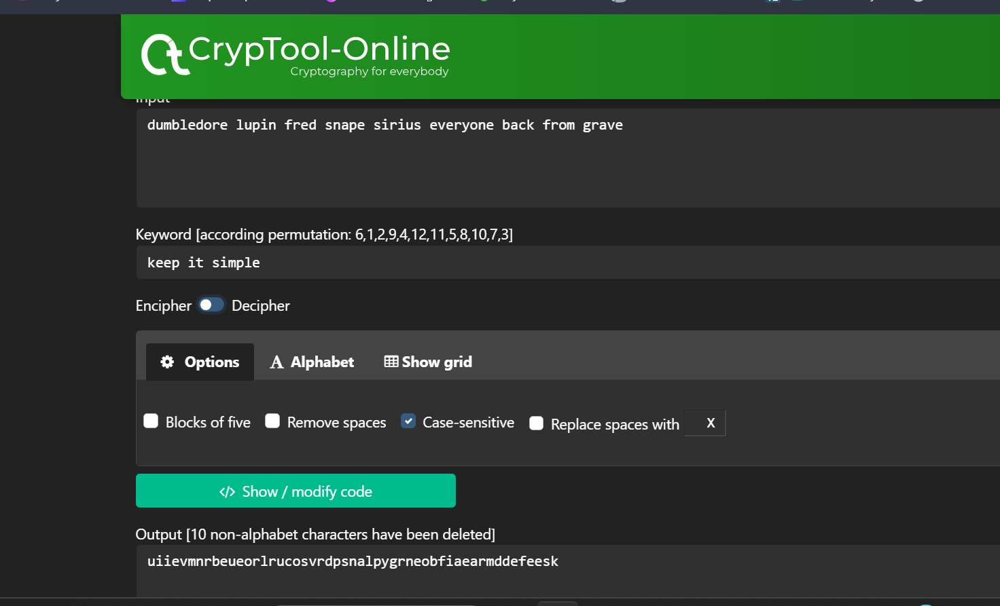 CrypTool-Online
Cryptography for everybody
Input
dumbledore lupin fred snape sirius everyone back from grave
Keyword [according permutation: 6,1,2,9,4,12,11,5,8,10,7,3]
keep it simple
Encipher Decipher
Options Alphabet Show grid
Blocks of five Remove spaces Case-sensitive Replace spaces with X
</> Show / modify code
Output [10 non-alphabet characters have been deleted]
uiievmnrbeueorlrucosvrdpsnalpygrneobfiaearmddefeesk